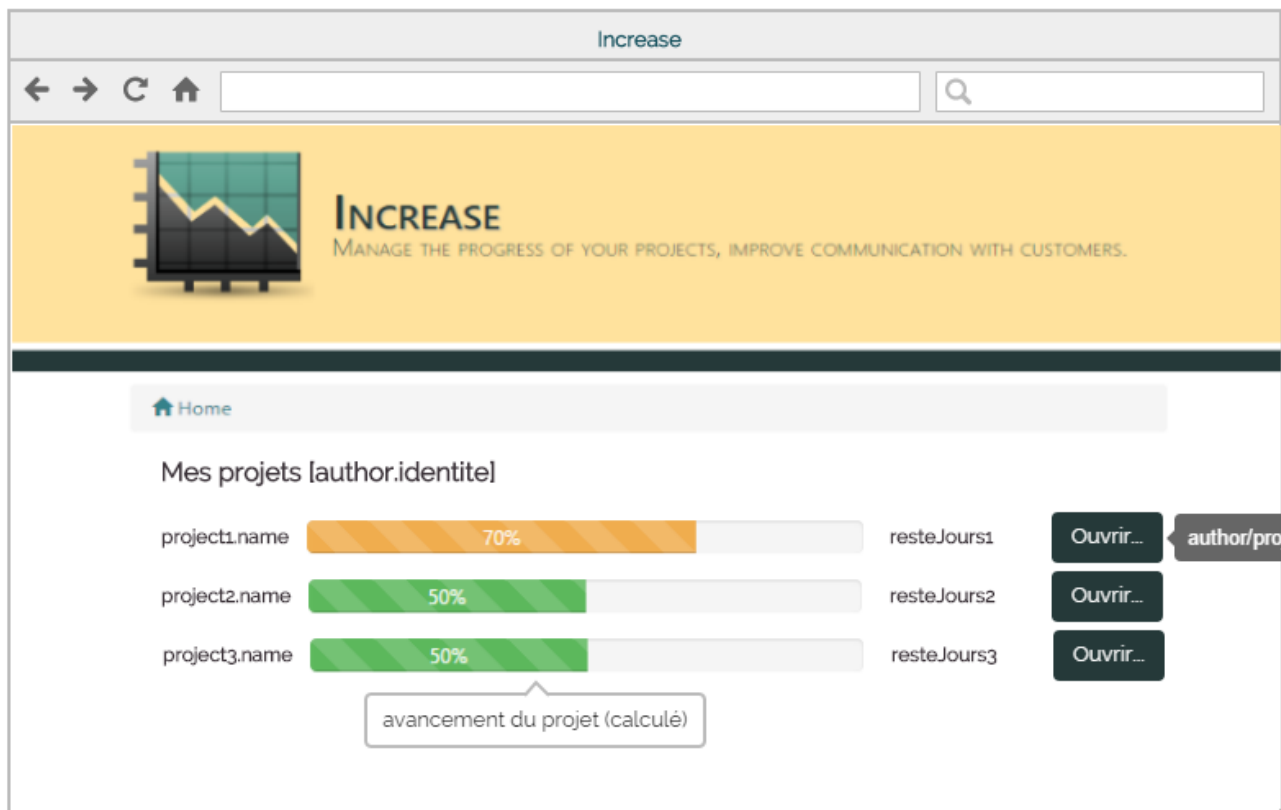 Increase
INCREASE
MANAGE THE PROGRESS OF YOUR PROJECTS, IMPROVE COMMUNICATION WITH CUSTOMERS.
Home
Mes projets [author.identite]
project1.name 70% resteJours1 Ouvrir... author/pro
project2.name 50% resteJours2 Ouvrir...
project3.name 50% resteJours3 Ouvrir...
avancement du projet (calculé)